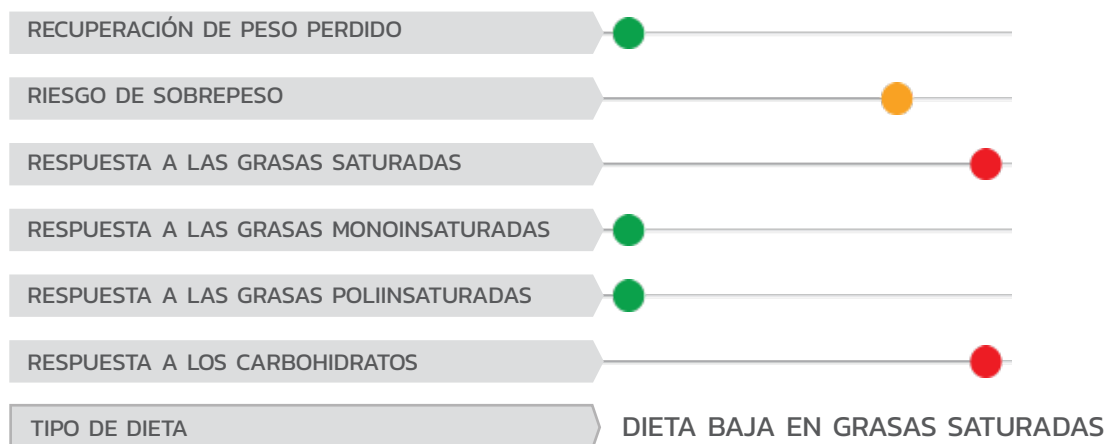 RECUPERACIÓN DE PESO PERDIDO
RIESGO DE SOBREPESO
RESPUESTA A LAS GRASAS SATURADAS
RESPUESTA A LAS GRASAS MONOINSATURADAS
RESPUESTA A LAS GRASAS POLIINSATURADAS
RESPUESTA A LOS CARBOHIDRATOS
TIPO DE DIETA DIETA BAJA EN GRASAS SATURADAS